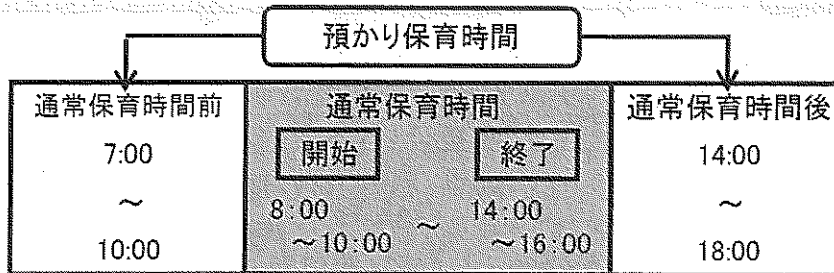 預かり保育時間
通常保育時間前
7:00
～
10:00
通常保育時間
開始
終了
8:00
～10:00
～
14:00
～16:00
通常保育時間後
14:00
～
18:00